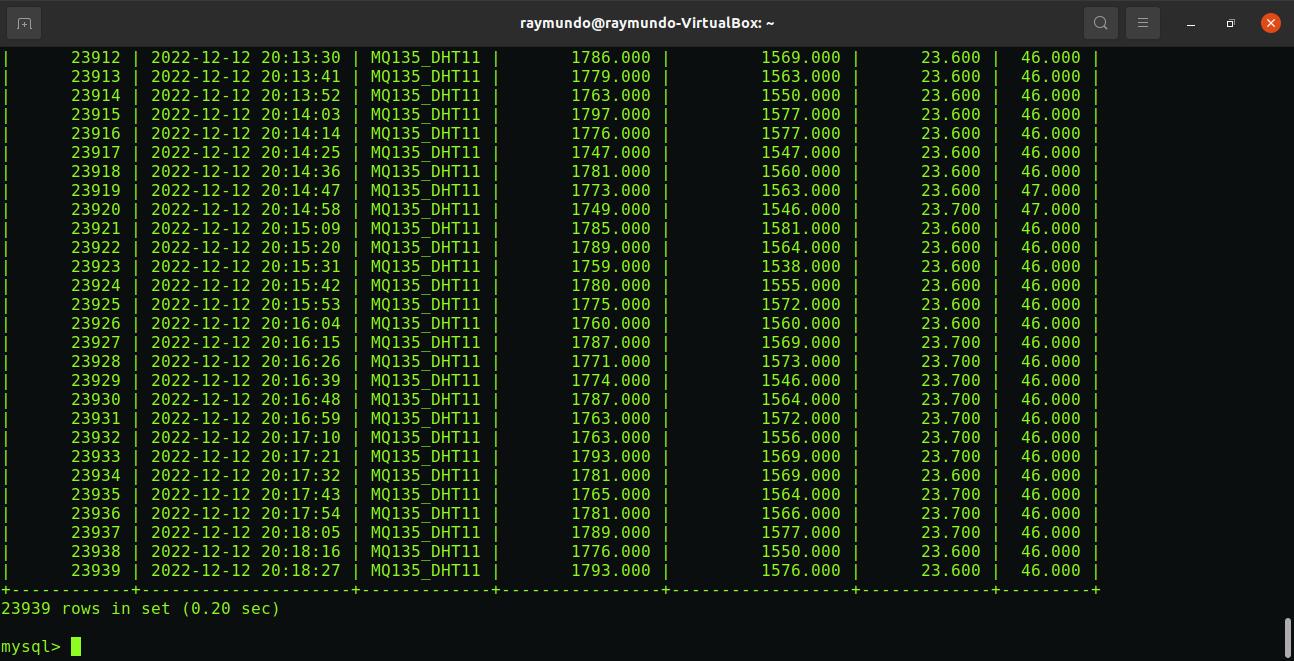 raymundo@raymundo-VirtualBox: ~
| 23912 | 2022-12-12 20:13:30 | MQ135_DHT11 | 1786.000 | 1569.000 | 23.600 | 46.000 |
| 23913 | 2022-12-12 20:13:41 | MQ135_DHT11 | 1779.000 | 1563.000 | 23.600 | 46.000 |
| 23914 | 2022-12-12 20:13:52 | MQ135_DHT11 | 1763.000 | 1550.000 | 23.600 | 46.000 |
| 23915 | 2022-12-12 20:14:03 | MQ135_DHT11 | 1797.000 | 1577.000 | 23.600 | 46.000 |
| 23916 | 2022-12-12 20:14:14 | MQ135_DHT11 | 1776.000 | 1577.000 | 23.600 | 46.000 |
| 23917 | 2022-12-12 20:14:25 | MQ135_DHT11 | 1747.000 | 1547.000 | 23.600 | 46.000 |
| 23918 | 2022-12-12 20:14:36 | MQ135_DHT11 | 1781.000 | 1560.000 | 23.600 | 46.000 |
| 23919 | 2022-12-12 20:14:47 | MQ135_DHT11 | 1773.000 | 1563.000 | 23.600 | 47.000 |
| 23920 | 2022-12-12 20:14:58 | MQ135_DHT11 | 1749.000 | 1546.000 | 23.700 | 47.000 |
| 23921 | 2022-12-12 20:15:09 | MQ135_DHT11 | 1785.000 | 1581.000 | 23.600 | 46.000 |
| 23922 | 2022-12-12 20:15:20 | MQ135_DHT11 | 1789.000 | 1564.000 | 23.600 | 46.000 |
| 23923 | 2022-12-12 20:15:31 | MQ135_DHT11 | 1759.000 | 1538.000 | 23.600 | 46.000 |
| 23924 | 2022-12-12 20:15:42 | MQ135_DHT11 | 1780.000 | 1555.000 | 23.600 | 46.000 |
| 23925 | 2022-12-12 20:15:53 | MQ135_DHT11 | 1775.000 | 1572.000 | 23.600 | 46.000 |
| 23926 | 2022-12-12 20:16:04 | MQ135_DHT11 | 1760.000 | 1560.000 | 23.600 | 46.000 |
| 23927 | 2022-12-12 20:16:15 | MQ135_DHT11 | 1787.000 | 1569.000 | 23.700 | 46.000 |
| 23928 | 2022-12-12 20:16:26 | MQ135_DHT11 | 1771.000 | 1573.000 | 23.700 | 46.000 |
| 23929 | 2022-12-12 20:16:39 | MQ135_DHT11 | 1774.000 | 1546.000 | 23.700 | 46.000 |
| 23930 | 2022-12-12 20:16:48 | MQ135_DHT11 | 1787.000 | 1564.000 | 23.700 | 46.000 |
| 23931 | 2022-12-12 20:16:59 | MQ135_DHT11 | 1763.000 | 1572.000 | 23.700 | 46.000 |
| 23932 | 2022-12-12 20:17:10 | MQ135_DHT11 | 1763.000 | 1556.000 | 23.700 | 46.000 |
| 23933 | 2022-12-12 20:17:21 | MQ135_DHT11 | 1793.000 | 1569.000 | 23.700 | 46.000 |
| 23934 | 2022-12-12 20:17:32 | MQ135_DHT11 | 1781.000 | 1569.000 | 23.600 | 46.000 |
| 23935 | 2022-12-12 20:17:43 | MQ135_DHT11 | 1765.000 | 1564.000 | 23.700 | 46.000 |
| 23936 | 2022-12-12 20:17:54 | MQ135_DHT11 | 1781.000 | 1566.000 | 23.700 | 46.000 |
| 23937 | 2022-12-12 20:18:05 | MQ135_DHT11 | 1789.000 | 1577.000 | 23.700 | 46.000 |
| 23938 | 2022-12-12 20:18:16 | MQ135_DHT11 | 1776.000 | 1550.000 | 23.600 | 46.000 |
| 23939 | 2022-12-12 20:18:27 | MQ135_DHT11 | 1793.000 | 1576.000 | 23.600 | 46.000 |
+------------+---------------------+-------------+----------------+------------------+-------------+---------+
23939 rows in set (0.20 sec)
mysql>